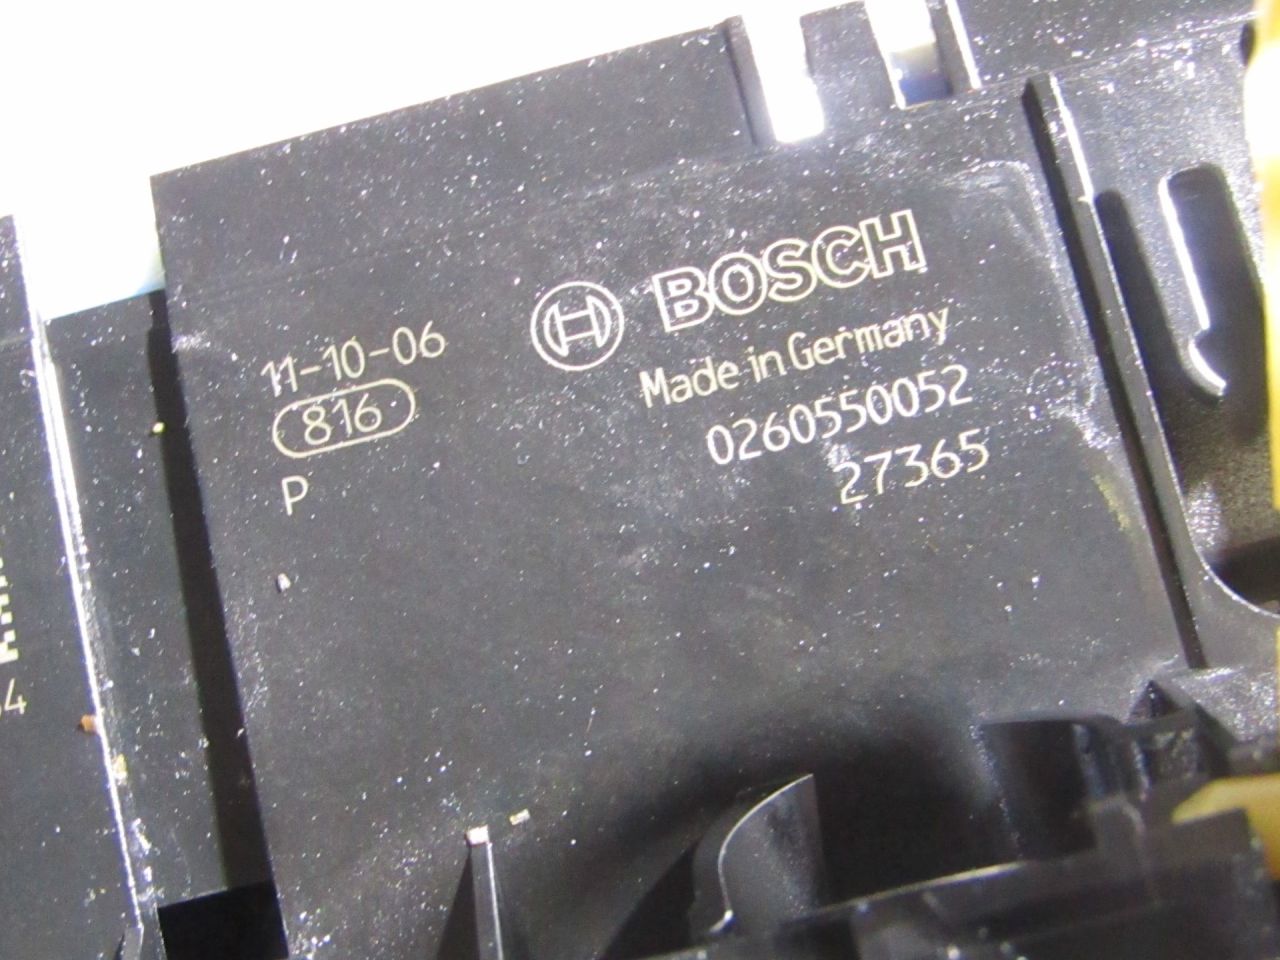 BOSCH
Made in Germany
0260550052
27365
11-10-06
816
P